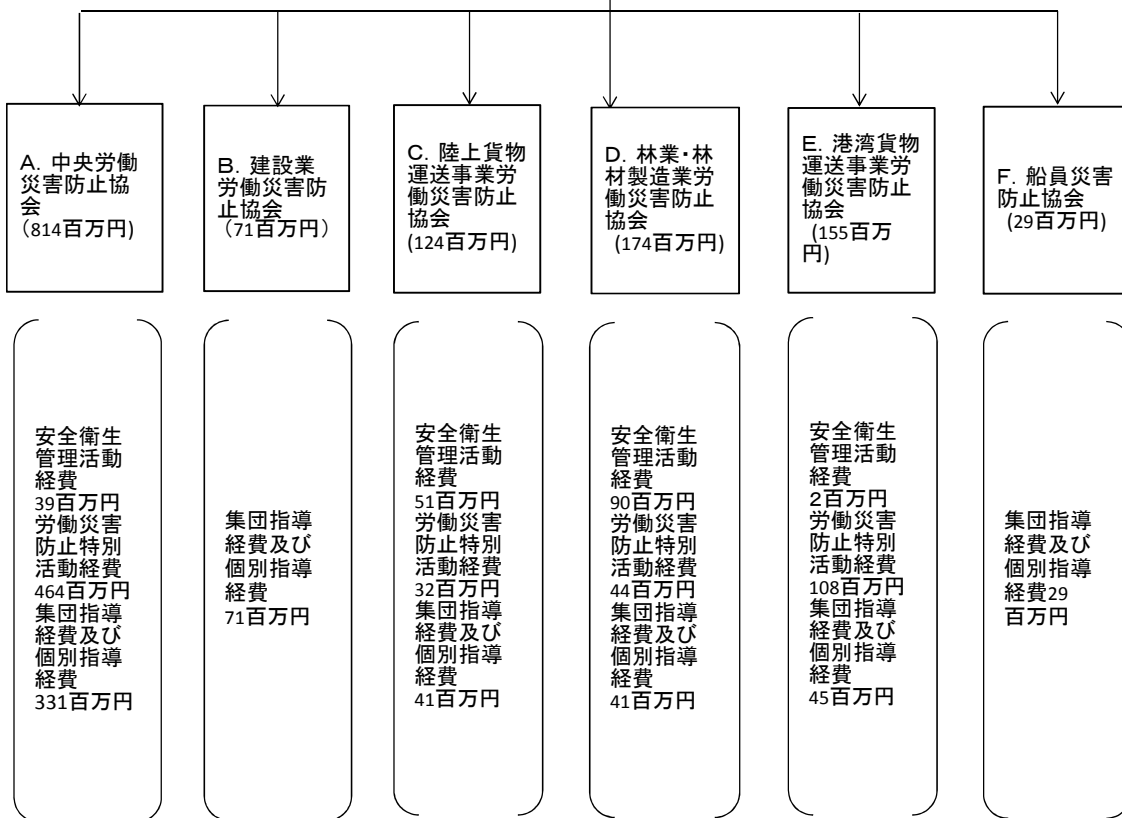 A. 中央労働
災害防止協
会
(814百万円)
B. 建設業
労働災害防
止協会
(71百万円)
C. 陸上貨物
運送事業労
働災害防止
協会
(124百万円)
D. 林業・林
材製造業労
働災害防止
協会
(174百万円)
E. 港湾貨物
運送事業労
働災害防止
協会
(155百万
円)
F. 船員災害
防止協会
(29百万円)
安全衛生
管理活動
経費
39百万円
労働災害
防止特別
活動経費
464百万円
集団指導
経費及び
個別指導
経費
331百万円
集団指導
経費及び
個別指導
経費
71百万円
安全衛生
管理活動
経費
51百万円
労働災害
防止特別
活動経費
32百万円
集団指導
経費及び
個別指導
経費
41百万円
安全衛生
管理活動
経費
90百万円
労働災害
防止特別
活動経費
44百万円
集団指導
経費及び
個別指導
経費
41百万円
安全衛生
管理活動
経費
2百万円
労働災害
防止特別
活動経費
108百万円
集団指導
経費及び
個別指導
経費
45百万円
集団指導
経費及び
個別指導
経費29
百万円